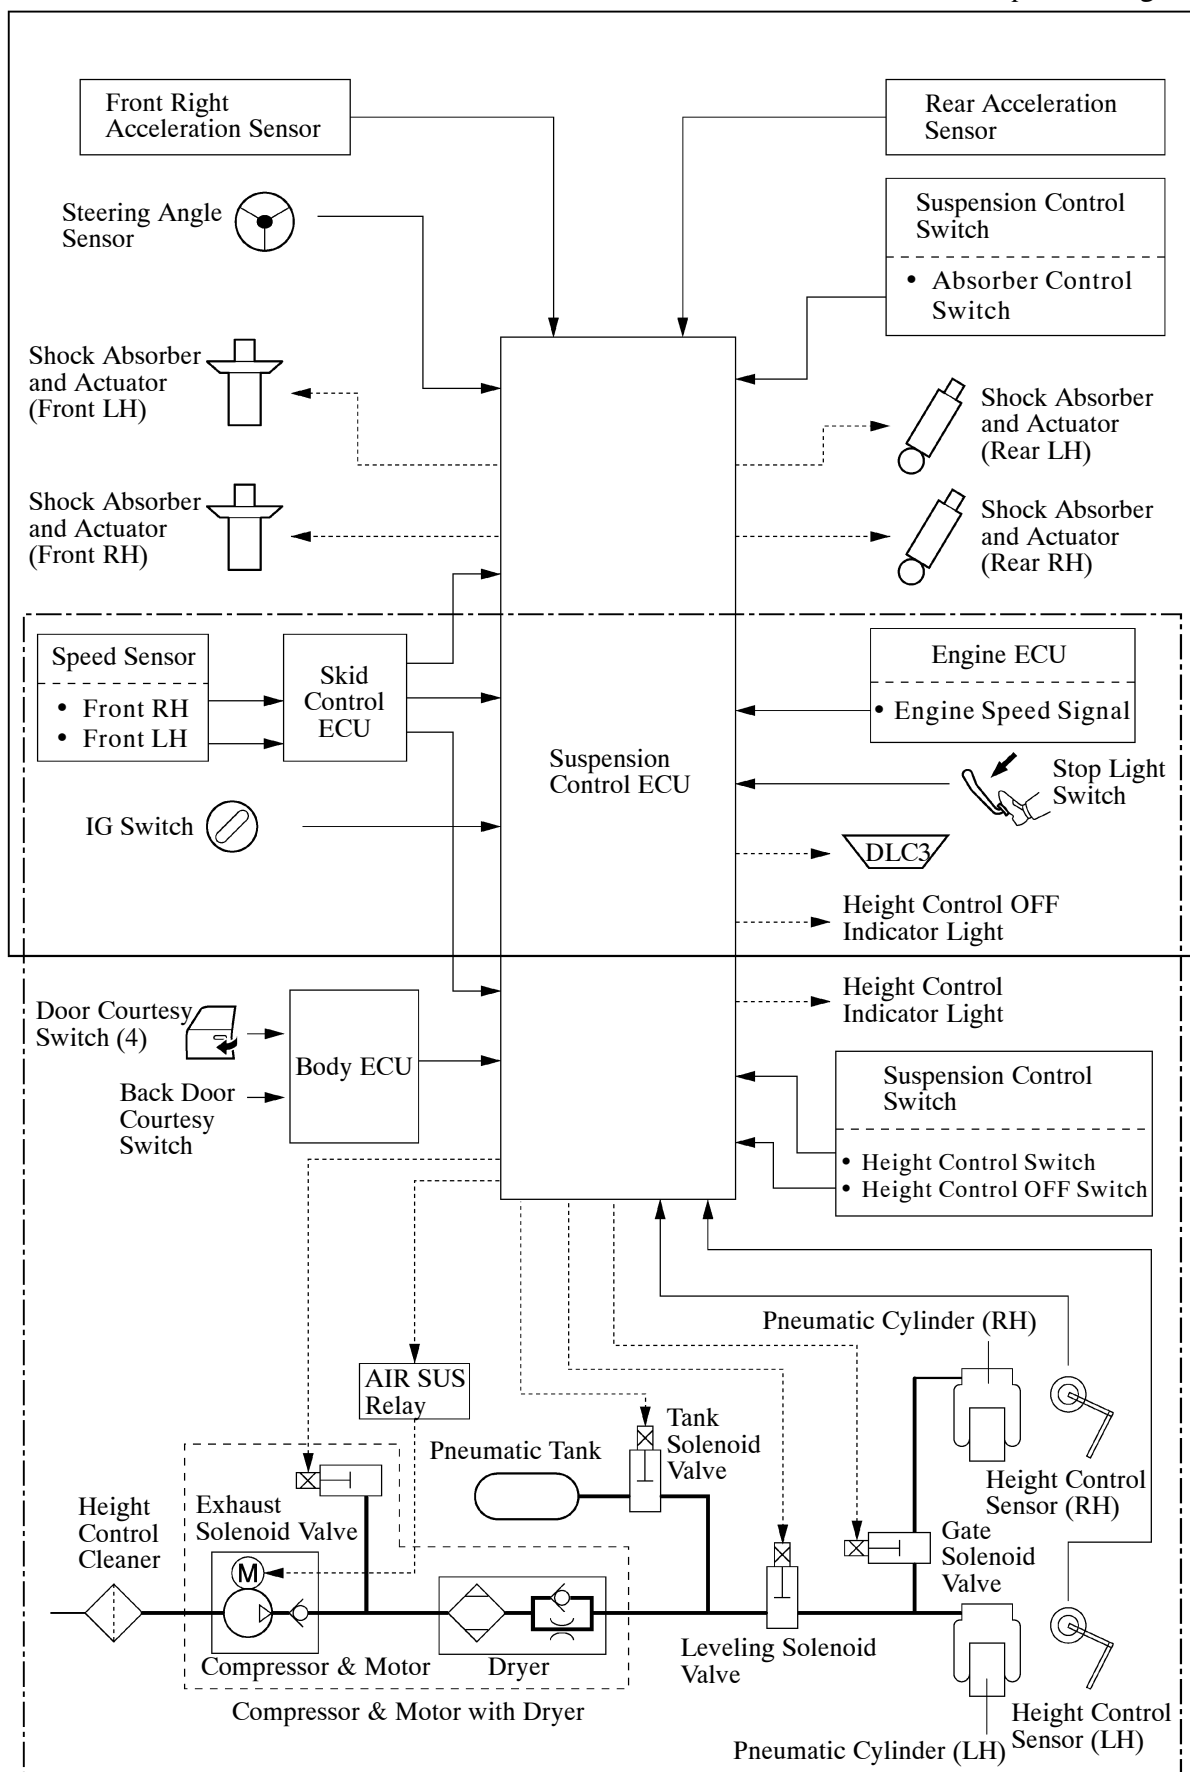 Front Right
Acceleration Sensor
Rear Acceleration
Sensor
Steering Angle
Sensor
Suspension Control
Switch
• Absorber Control
Switch
Shock Absorber
and Actuator
(Front LH)
Shock Absorber
and Actuator
(Rear LH)
Shock Absorber
and Actuator
(Front RH)
Shock Absorber
and Actuator
(Rear RH)
Speed Sensor
• Front RH
• Front LH
Skid
Control
ECU
Suspension
Control ECU
Engine ECU
• Engine Speed Signal
Stop Light
Switch
IG Switch
DLC3
Height Control OFF
Indicator Light
Height Control
Indicator Light
Door Courtesy
Switch (4)
Body ECU
Back Door
Courtesy
Switch
Suspension Control
Switch
• Height Control Switch
• Height Control OFF Switch
Pneumatic Cylinder (RH)
AIR SUS
Relay
Pneumatic Tank
Tank
Solenoid
Valve
Height Control
Sensor (RH)
Height
Control
Cleaner
Exhaust
Solenoid Valve
Gate
Solenoid
Valve
M
Compressor & Motor
Dryer
Leveling Solenoid
Valve
Compressor & Motor with Dryer
Height Control
Sensor (LH)
Pneumatic Cylinder (LH)